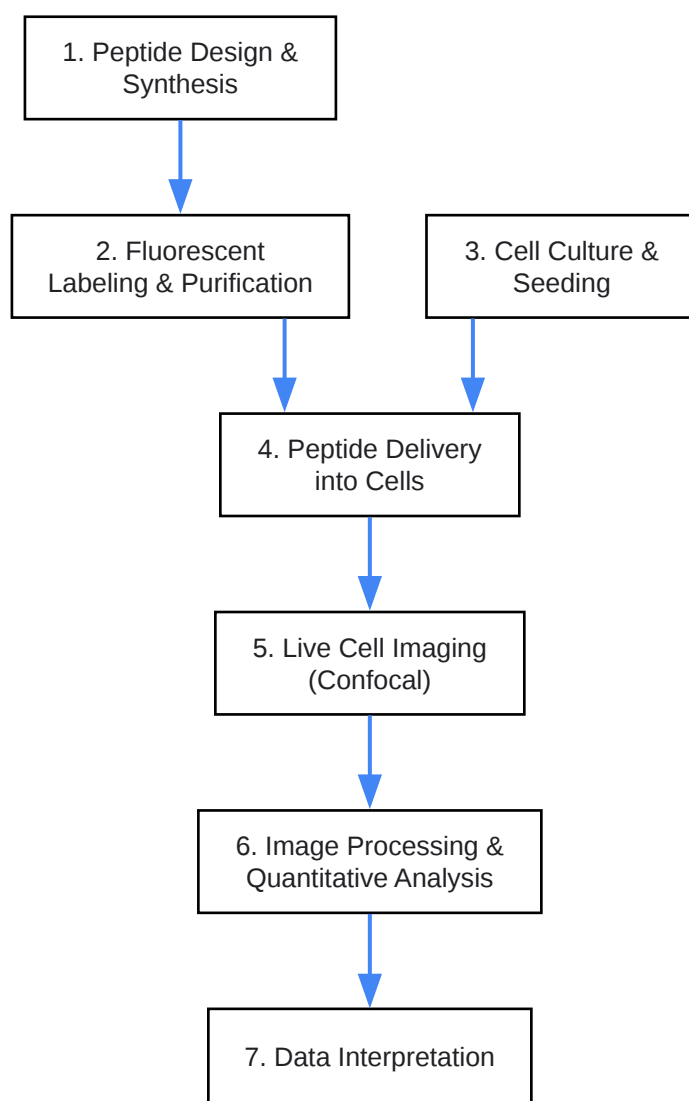 1. Peptide Design &
Synthesis
2. Fluorescent
Labeling & Purification
3. Cell Culture &
Seeding
4. Peptide Delivery
into Cells
5. Live Cell Imaging
(Confocal)
6. Image Processing &
Quantitative Analysis
7. Data Interpretation